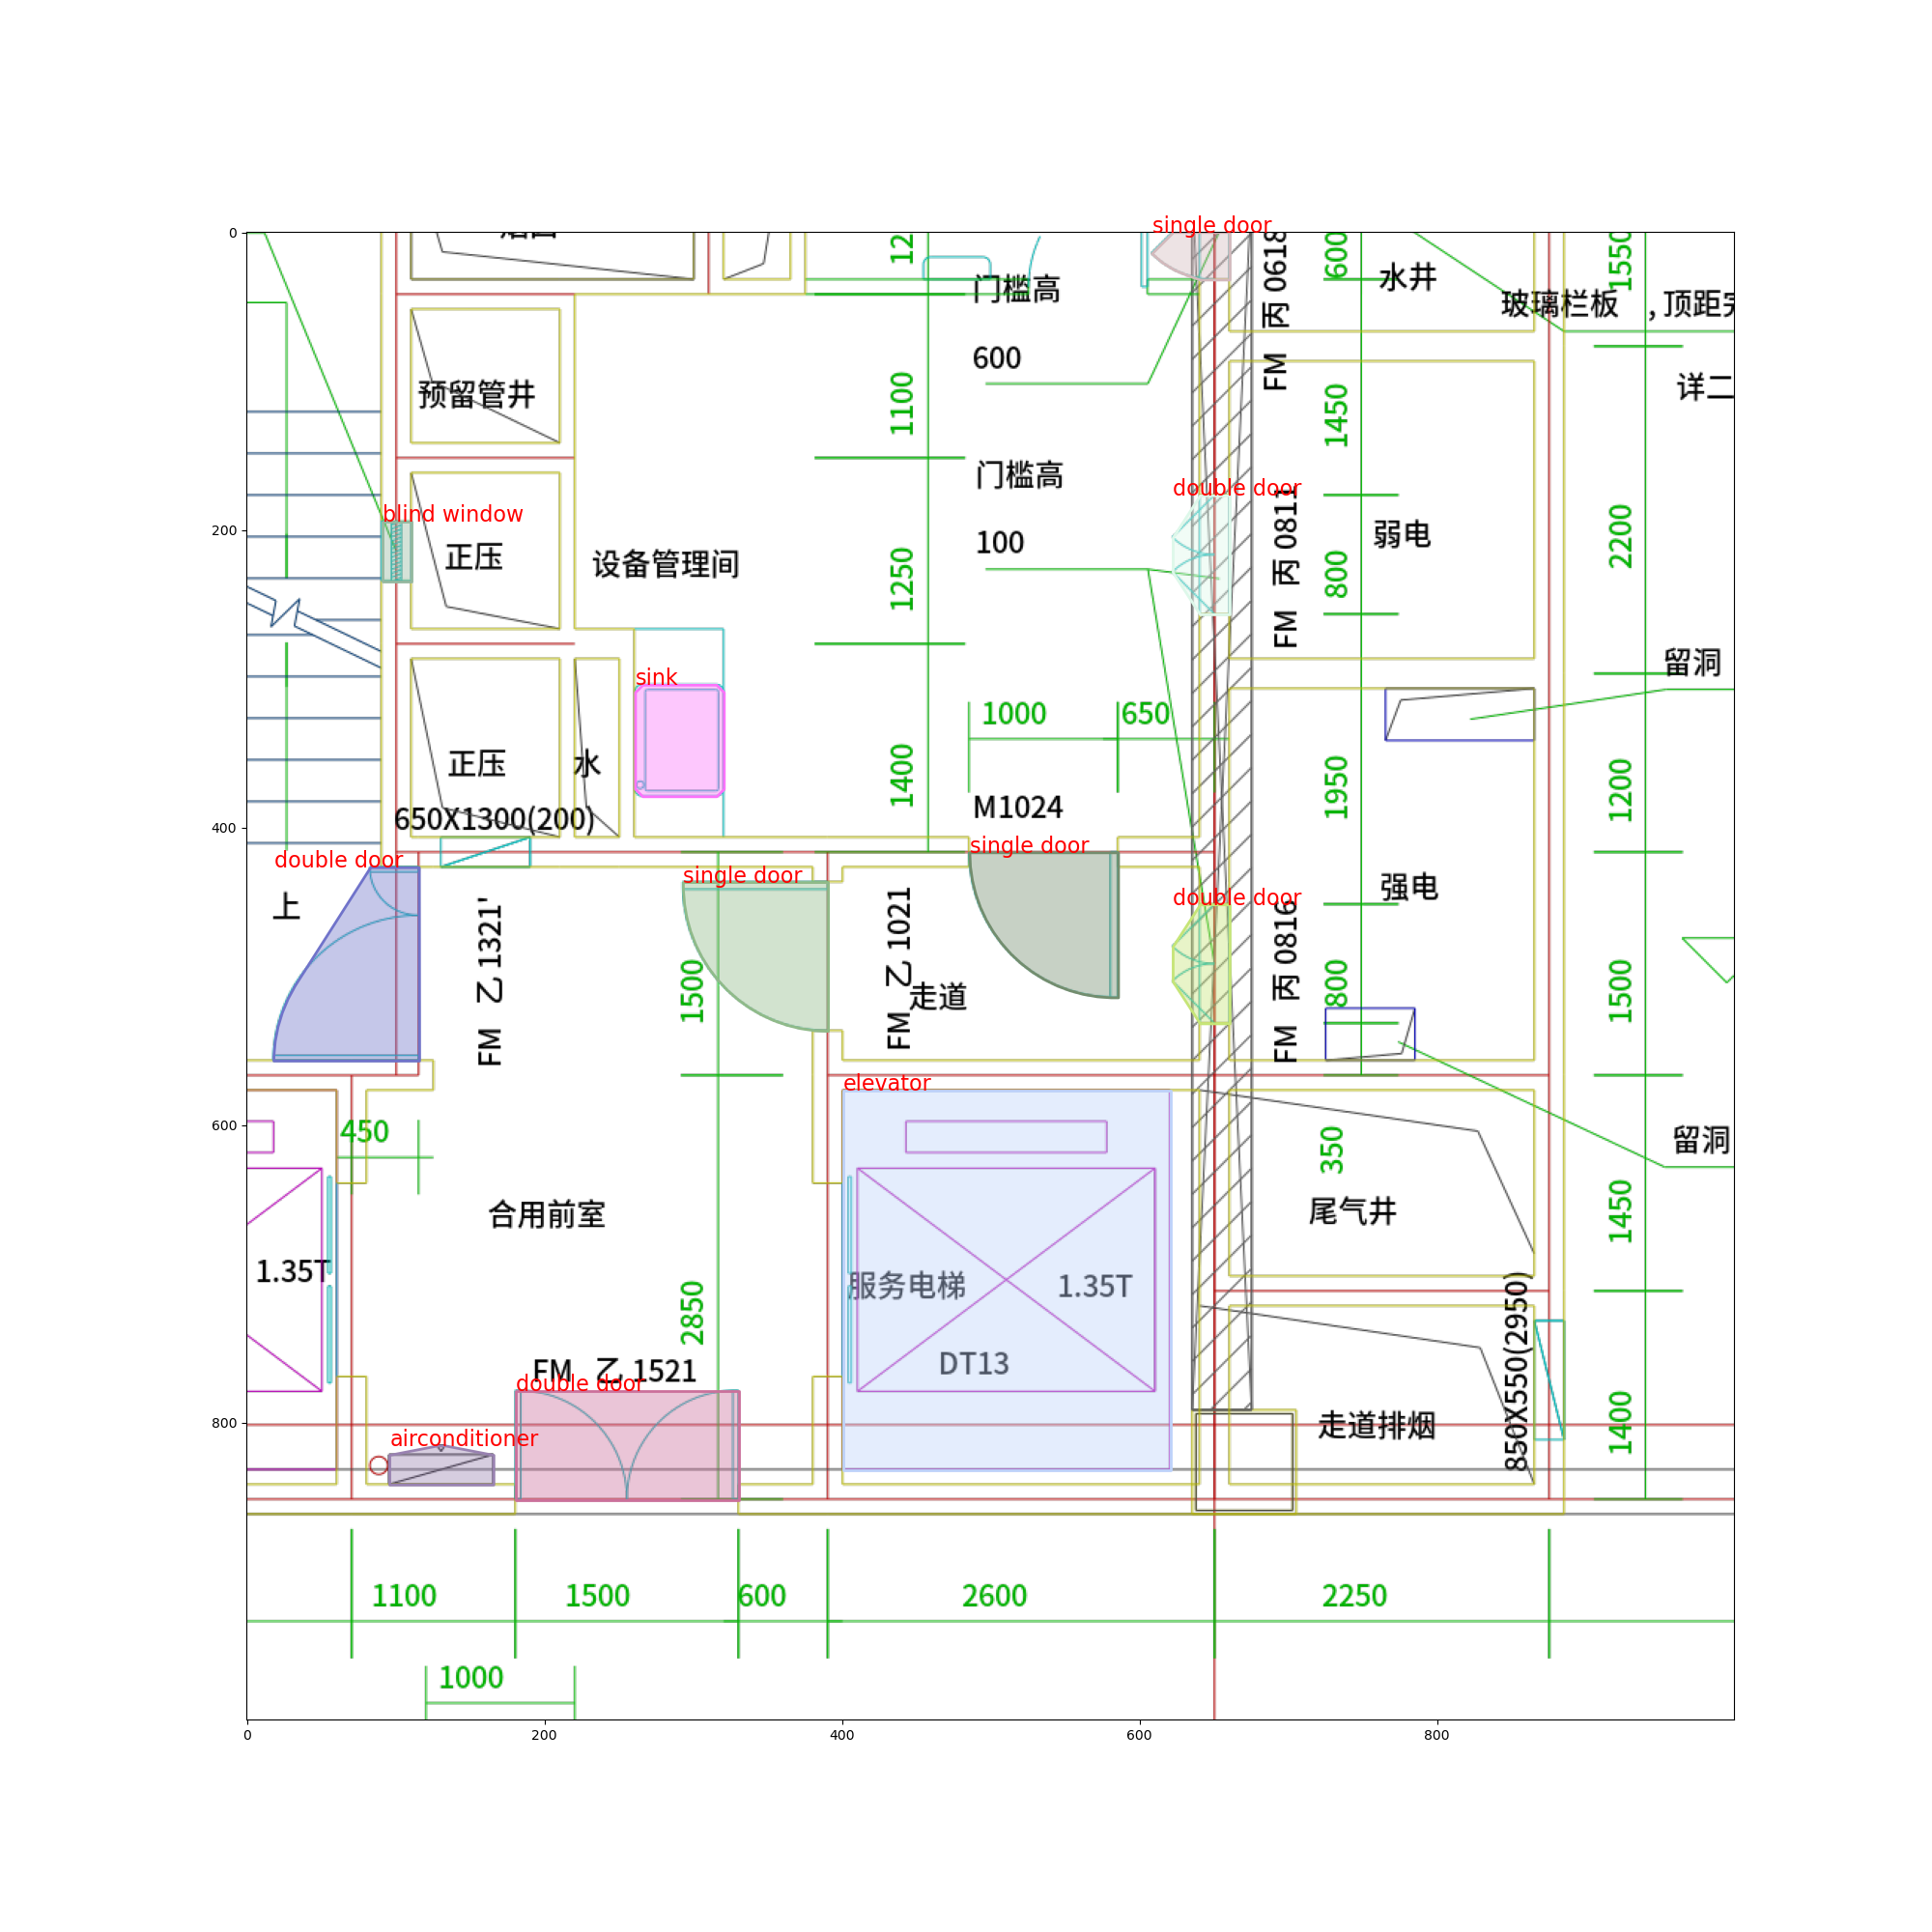 single door
0
12
600
1550
门槛高
水井
玻璃栏板 , 顶距完
FM 丙 0618
600
预留管井
1100
1450
详二
门槛高
double door
200
blind window
正压
设备管理间
100
1250
FM 丙 0811
800
弱电
2200
留洞
sink
1000
650
正压
水
1400
1950
1200
M1024
400
650X1300(200)
double door
single door
single door
上
FM 乙 1321'
FM 乙 1021
double door
强电
1500
走道
FM 丙 0816
800
1500
elevator
600
450
350
留洞
合用前室
尾气井
1450
1.35T
服务电梯
1.35T
2850
DT13
FM 乙 1521
double door
800
airconditioner
走道排烟
850X550(2950)
1400
1100
1500
600
2600
2250
1000
0
200
400
600
800